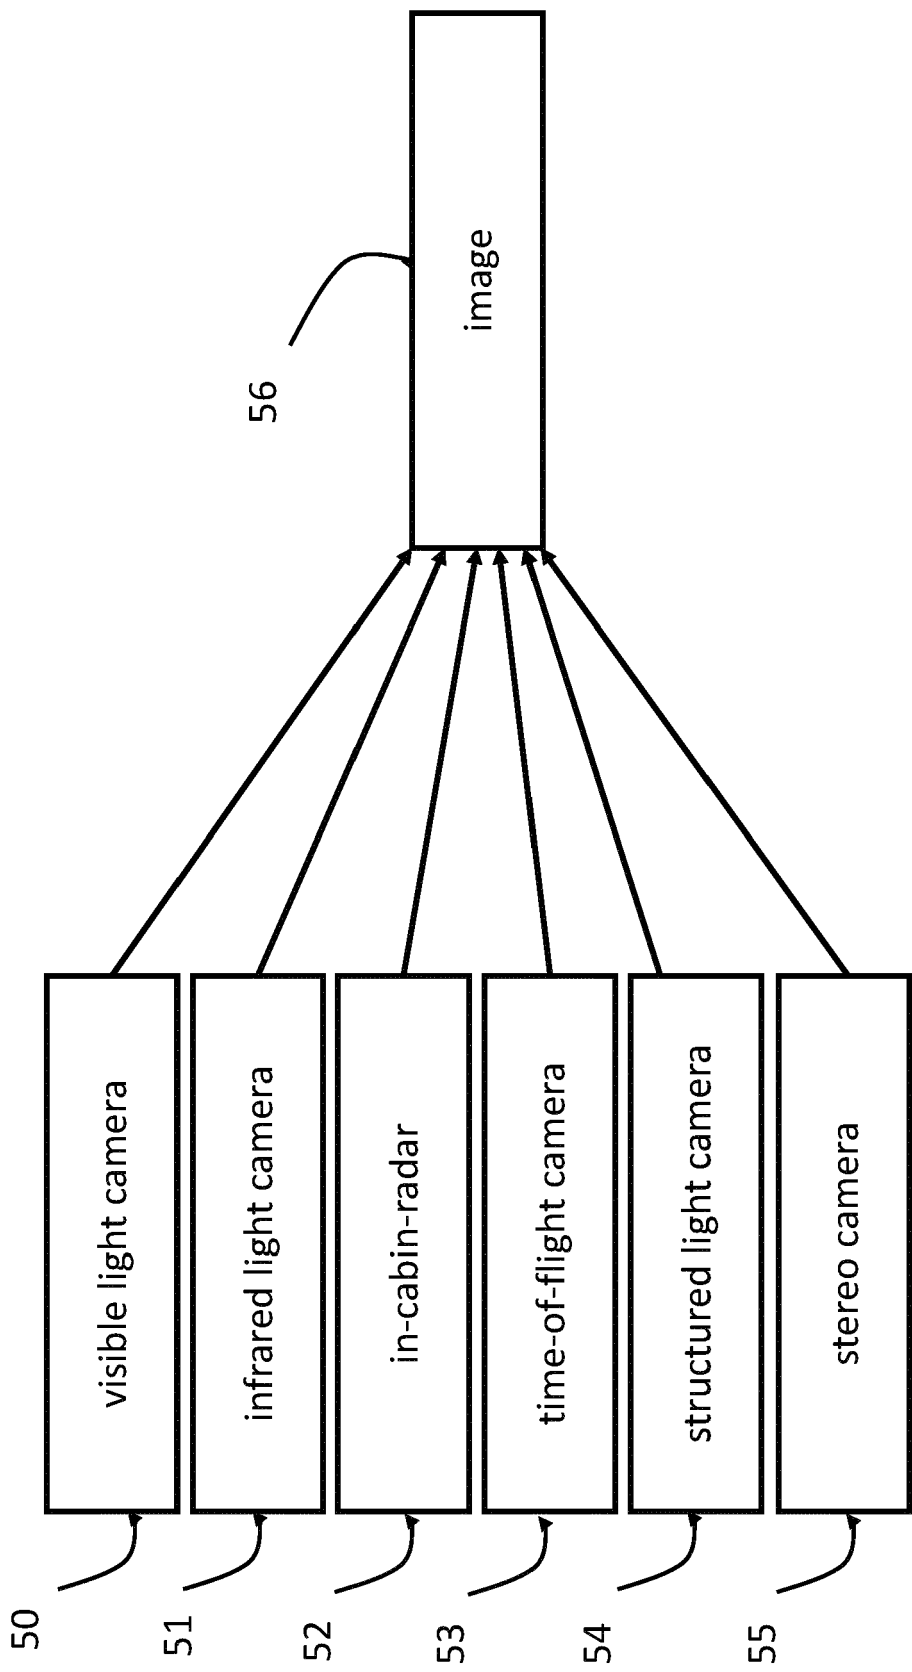 50
visible light camera
51
infrared light camera
52
in-cabin-radar
53
time-of-flight camera
54
structured light camera
55
stereo camera
56
image